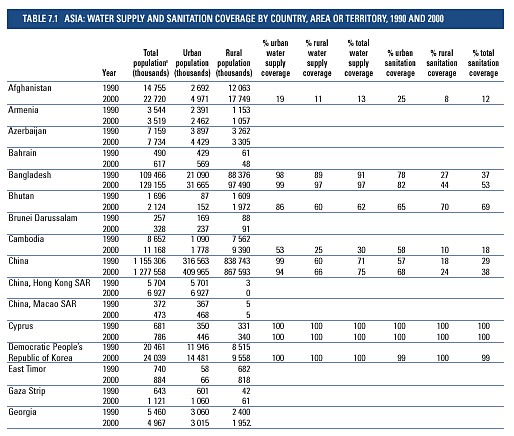 TABLE 7.1 ASIA: WATER SUPPLY AND SANITATION COVERAGE BY COUNTRY, AREA OR TERRITORY, 1990 AND 2000
Year Total population (thousands) Urban population (thousands) Rural population (thousands) % urban water supply coverage % rural water supply coverage % total water supply coverage % urban sanitation coverage % rural sanitation coverage % total sanitation coverage
Afghanistan 1990 14 755 2 692 12 063
2000 22 720 4 971 17 749 19 11 13 25 8 12
Armenia 1990 3 544 2 391 1 153
2000 3 519 2 462 1 057
Azerbaijan 1990 7 159 3 897 3 262
2000 7 734 4 429 3 305
Bahrain 1990 490 429 61
2000 617 569 48
Bangladesh 1990 109 466 21 090 88 376 98 89 91 78 27 37
2000 129 155 31 665 97 490 99 97 97 82 44 53
Bhutan 1990 1 696 87 1 609
2000 2 124 152 1 972 86 60 62 65 70 69
Brunei Darussalam 1990 257 169 88
2000 328 237 91
Cambodia 1990 8 652 1 090 7 562
2000 11 168 1 778 9 390 53 25 30 58 10 18
China 1990 1 155 306 316 563 838 743 99 60 71 57 18 29
2000 1 277 558 409 965 867 593 94 66 75 68 24 38
China, Hong Kong SAR 1990 5 704 5 701 3
2000 6 927 6 927 0
China, Macao SAR 1990 372 367 5
2000 473 468 5
Cyprus 1990 681 350 331 100 100 100 100 100 100
2000 786 446 340 100 100 100 100 100 100
Democratic People's 1990 20 461 11 946 8 515
Republic of Korea 2000 24 039 14 481 9 558 100 100 100 99 100 99
East Timor 1990 740 58 682
2000 884 66 818
Gaza Strip 1990 643 601 42
2000 1 121 1 060 61
Georgia 1990 5 460 3 060 2 400
2000 4 967 3 015 1 952